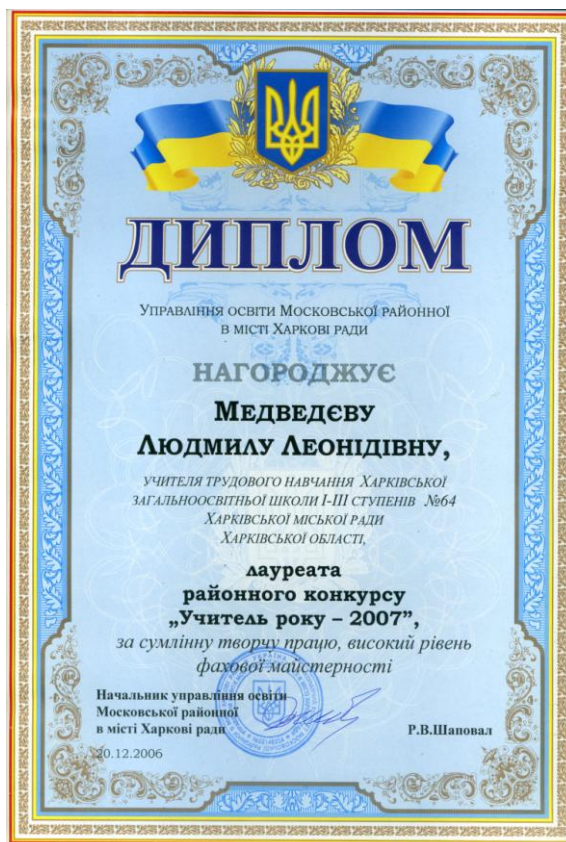 ДИПЛОМ
Управління освіти Московської районної
в місті Харкові ради
НАГОРОДЖУЄ
Медведєву
Людмилу Леонідівну,
учителя трудового навчання Харківської
загальноосвітньої школи І-ІІІ ступенів №64
Харківської міської ради
Харківської області,
лауреата
районного конкурсу
„Учитель року – 2007”,
за сумлінну творчу працю, високий рівень
фахової майстерності
Начальник управління освіти
Московської районної
в місті Харкові ради
Р.В.Шаповал
20.12.2006